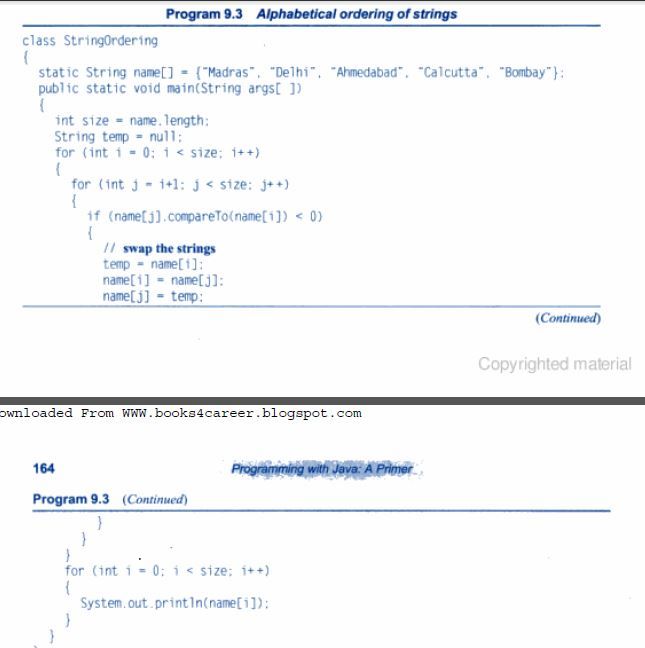 Program 9.3 Alphabetical ordering of strings
class StringOrdering
{
static String name[] = {"Madras", "Delhi", "Ahmedabad", "Calcutta", "Bombay"};
public static void main(String args[ ])
{
int size = name.length;
String temp = null;
for (int i = 0; i < size; i++)
{
for (int j = i+1; j < size; j++)
{
if (name[j].compareTo(name[i]) < 0)
{
// swap the strings
temp = name[i];
name[i] = name[j];
name[j] = temp;
(Continued)
Copyrighted material
ownloaded From WWW.books4career.blogspot.com
164 Programming with Java: A Primer
Program 9.3 (Continued)
}
}
}
for (int i = 0; i < size; i++)
{
System.out.println(name[i]);
}
}